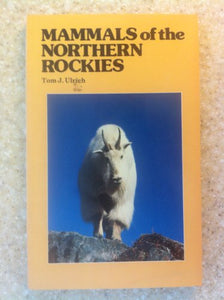 MAMMALS of the
NORTHERN
ROCKIES
Tom J. Ulrich